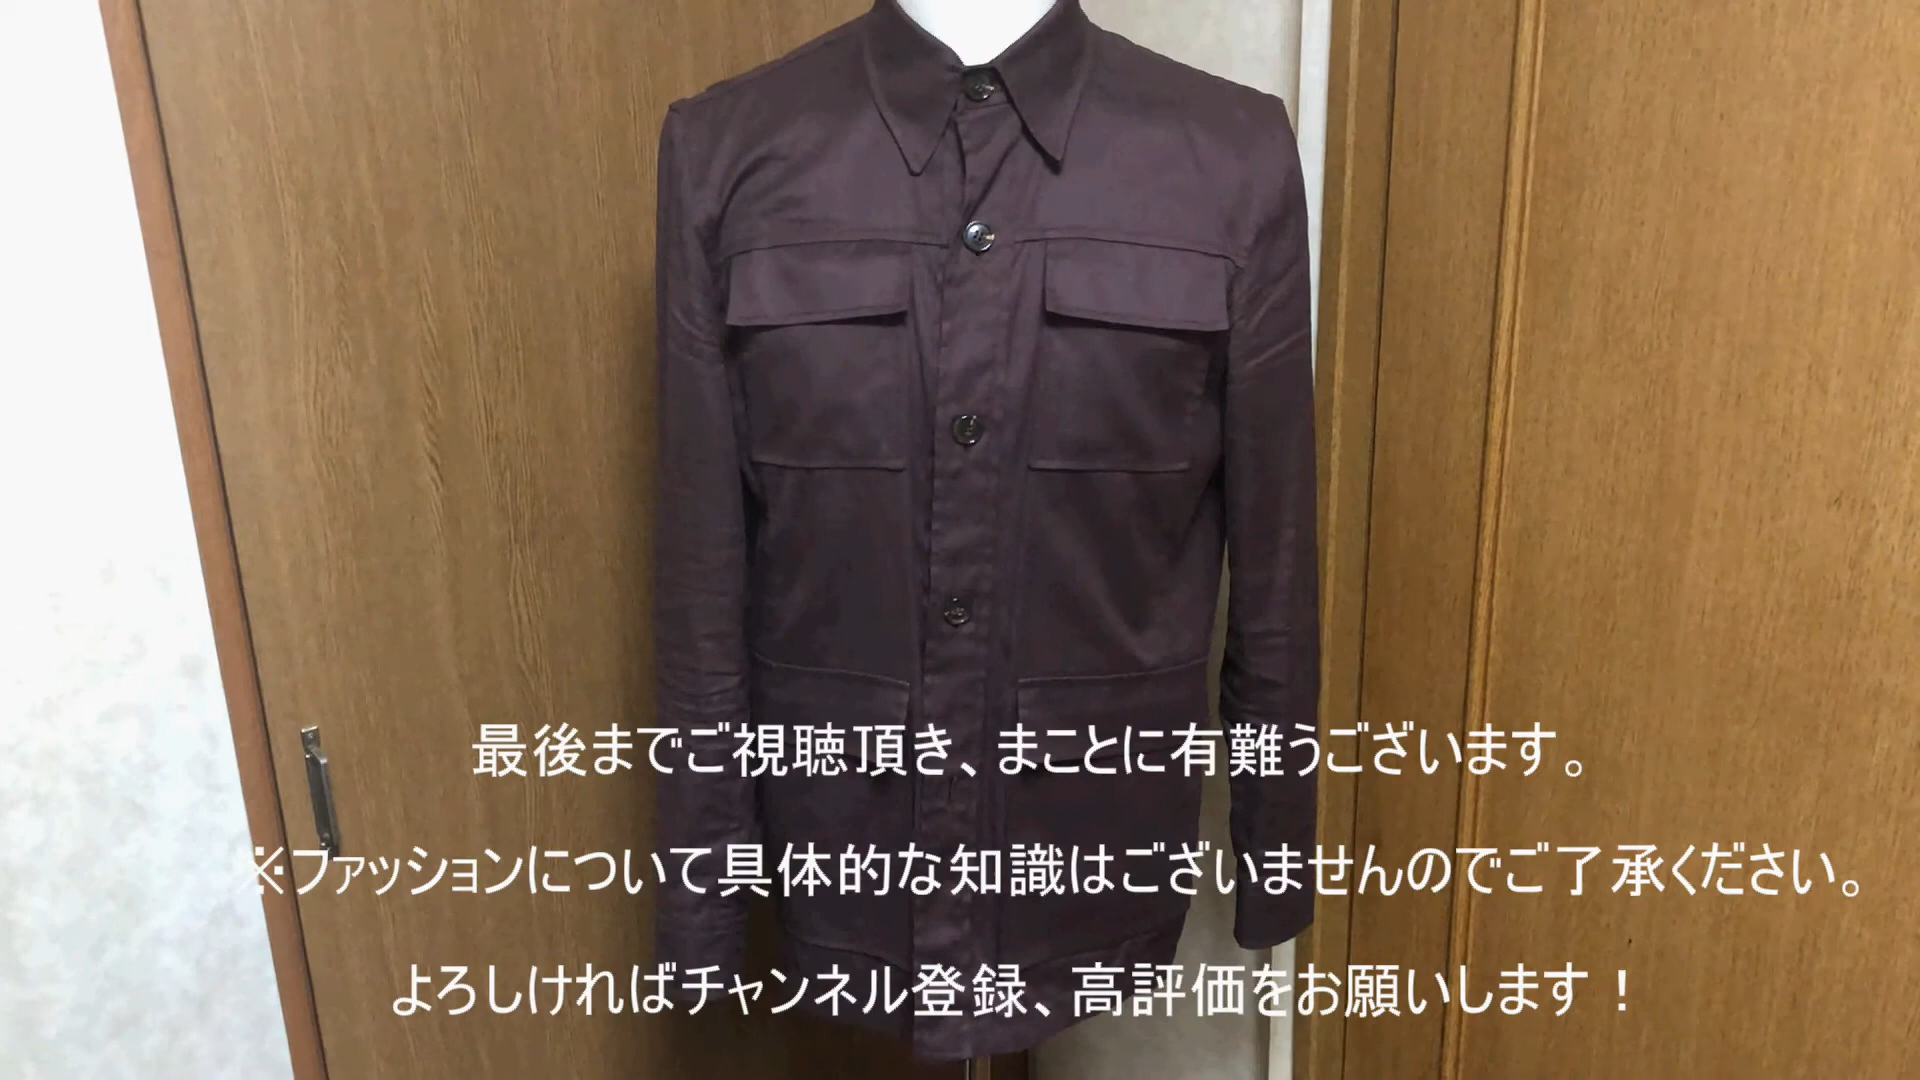 最後までご視聴頂き、まことに有難うございます。
※ファッションについて具体的な知識はございませんのでご了承ください。
よろしければチャンネル登録、高評価をお願いします！